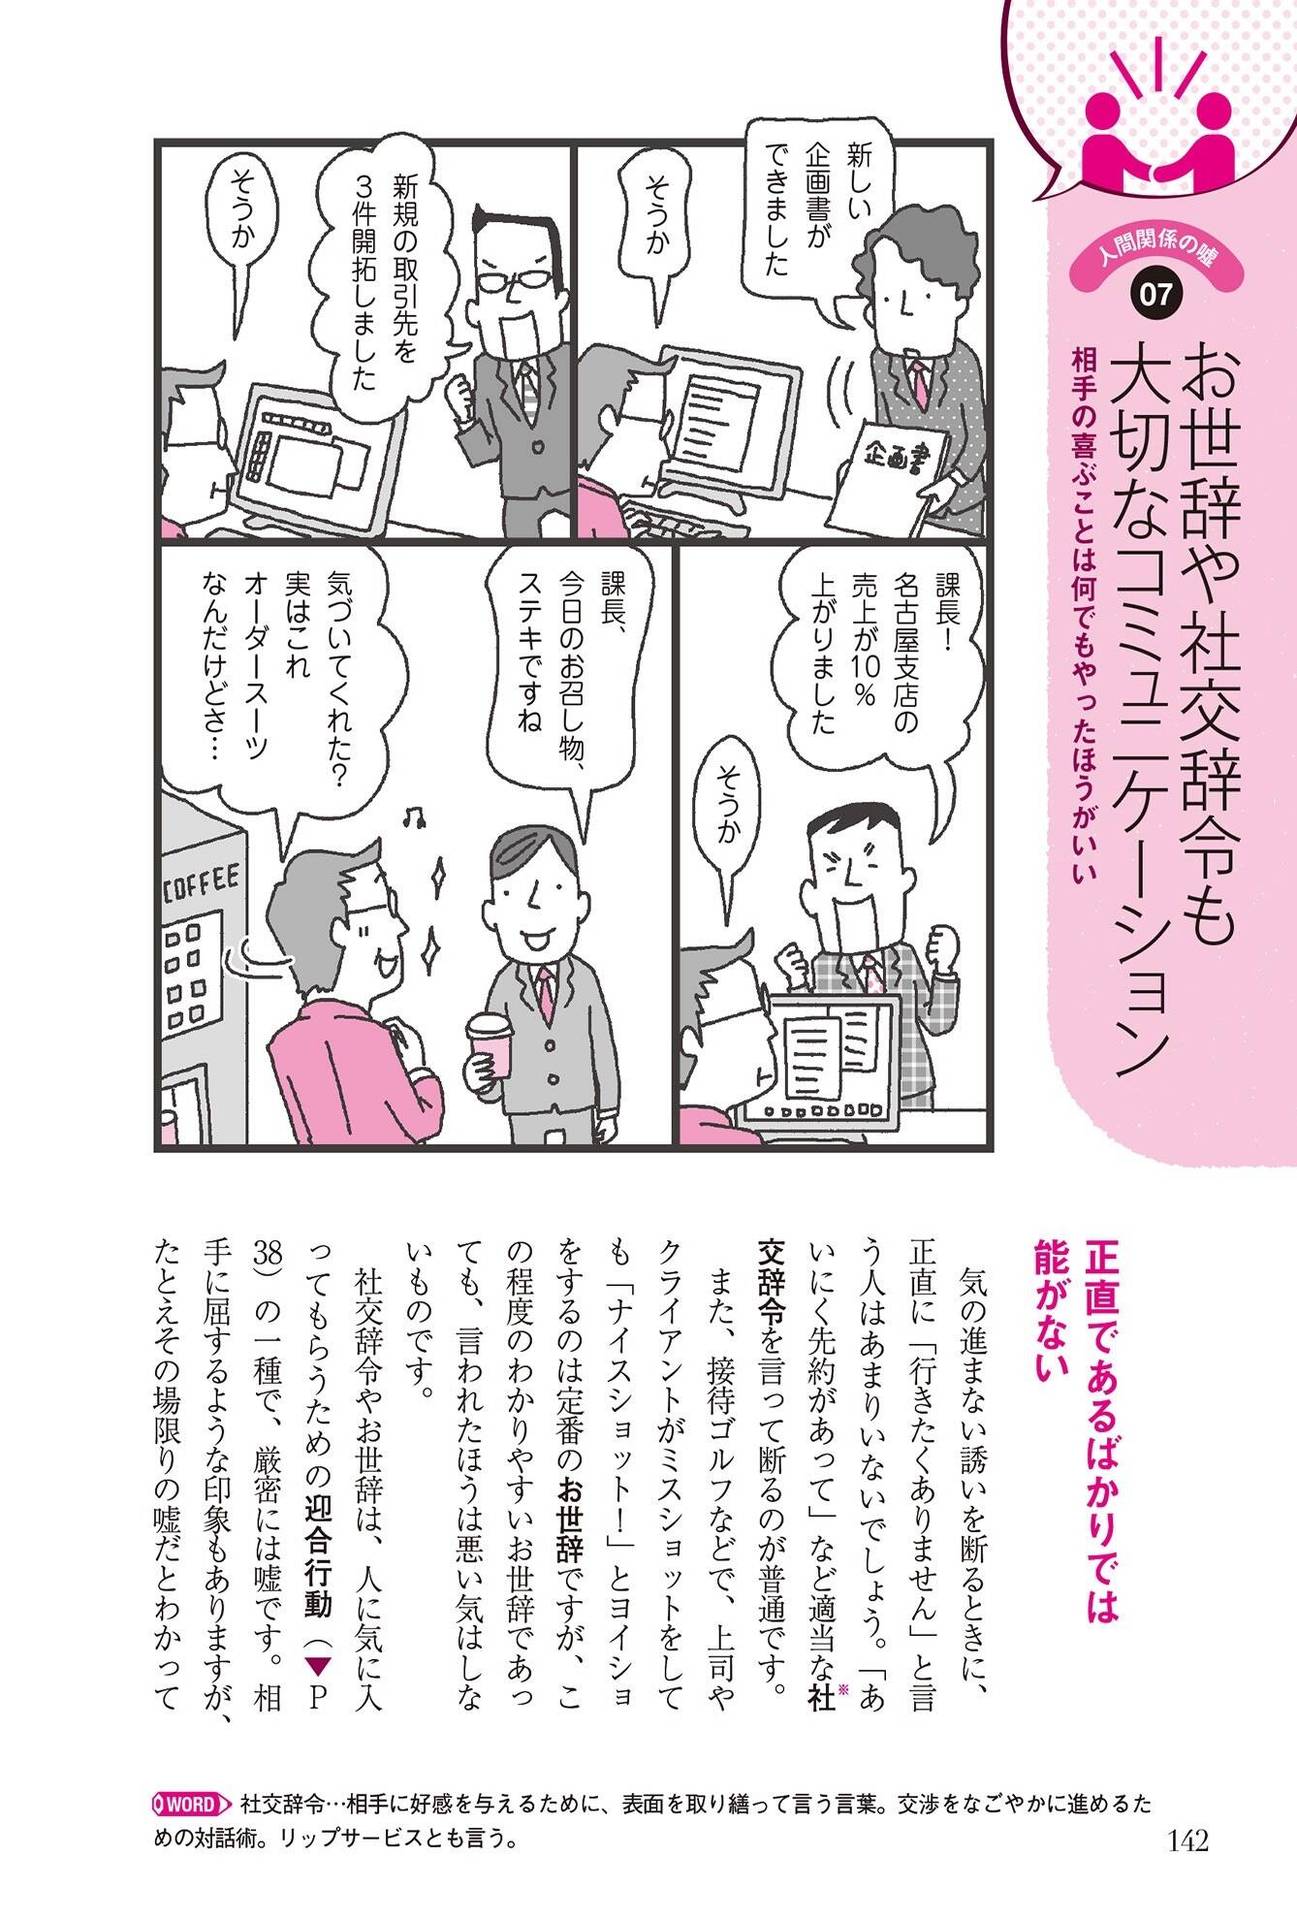 人間関係の嘘
07
お世辞や社交辞令も
大切なコミュニケーション
相手の喜ぶことは何でもやったほうがいい
新しい
企画書が
できました
企画書
そうか
新規の取引先を
3件開拓しました
そうか
課長!
名古屋支店の
売上が10%
上がりました
そうか
課長、
今日のお召し物、
ステキですね
気づいてくれた?
実はこれ
オーダースーツ
なんだけどさ…
COFFEE
正直であるばかりでは
能がない
気の進まない誘いを断るときに、
正直に「行きたくありません」と言
う人はあまりいないでしょう。「あ
いにく先約があって」など適当な社※
交辞令を言って断るのが普通です。
また、接待ゴルフなどで、上司や
クライアントがミスショットをして
も「ナイスショット!」とヨイショ
をするのは定番のお世辞ですが、こ
の程度のわかりやすいお世辞であっ
ても、言われたほうは悪い気はしな
いものです。
社交辞令やお世辞は、人に気に入
ってもらうための迎合行動(▼P
38)の一種で、厳密には嘘です。相
手に屈するような印象もありますが、
たとえその場限りの嘘だとわかって
WORD 社交辞令…相手に好感を与えるために、表面を取り繕って言う言葉。交渉をなごやかに進めるた
めの対話術。リップサービスとも言う。
142